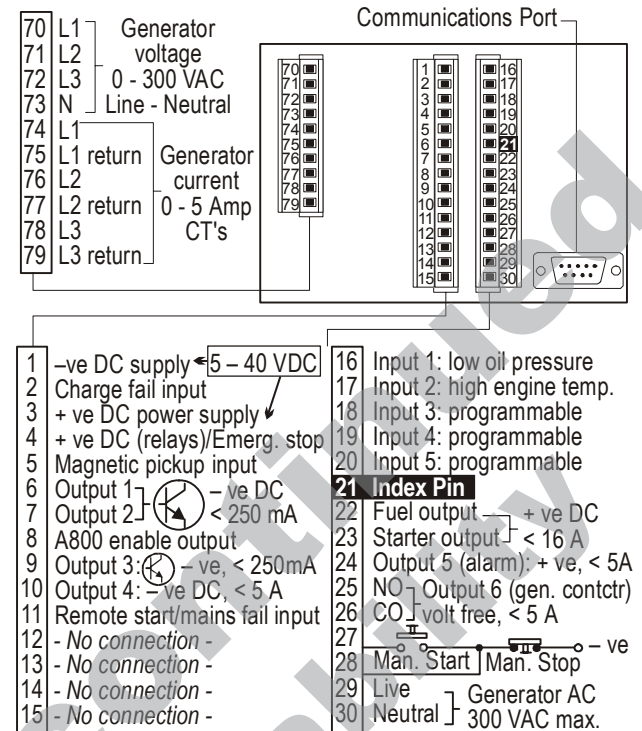 Communications Port
70 L1
71 L2
72 L3
73 N
Generator
voltage
0 - 300 VAC
Line - Neutral
74 L1
75 L1 return
76 L2
77 L2 return
78 L3
79 L3 return
Generator
current
0 - 5 Amp
CT's
70
71
72
73
74
75
76
77
78
79
1
2
3
4
5
6
7
8
9
10
11
12
13
14
15
16
17
18
19
20
21
22
23
24
25
26
27
28
29
30
1 –ve DC supply 5 – 40 VDC
2 Charge fail input
3 + ve DC power supply
4 + ve DC (relays)/Emerg. stop
5 Magnetic pickup input
6 Output 1 – ve DC
7 Output 2 < 250 mA
8 A800 enable output
9 Output 3: – ve, < 250mA
10 Output 4: – ve DC, < 5 A
11 Remote start/mains fail input
12 - No connection -
13 - No connection -
14 - No connection -
15 - No connection -
16 Input 1: low oil pressure
17 Input 2: high engine temp.
18 Input 3: programmable
19 Input 4: programmable
20 Input 5: programmable
21 Index Pin
22 Fuel output + ve DC
23 Starter output < 16 A
24 Output 5 (alarm): + ve, < 5A
25 NO Output 6 (gen. contctr)
26 CO volt free, < 5 A
27 – ve
28 Man. Start Man. Stop
29 Live Generator AC
30 Neutral 300 VAC max.